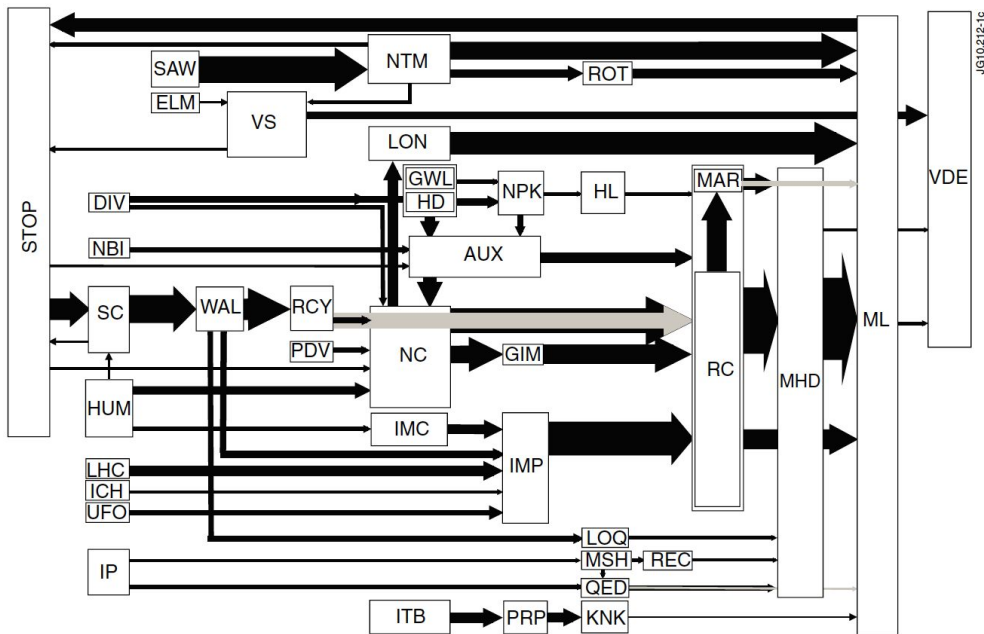 JG10.212-1c
STOP
SAW
NTM
ROT
ELM
VS
LON
VDE
GWL
NPK
HL
MAR
DIV
HD
NBI
AUX
SC
WAL
RCY
ML
PDV
NC
GIM
RC
MHD
HUM
IMC
IMP
LHC
ICH
UFO
LOQ
IP
MSH
REC
QED
ITB
PRP
KNK